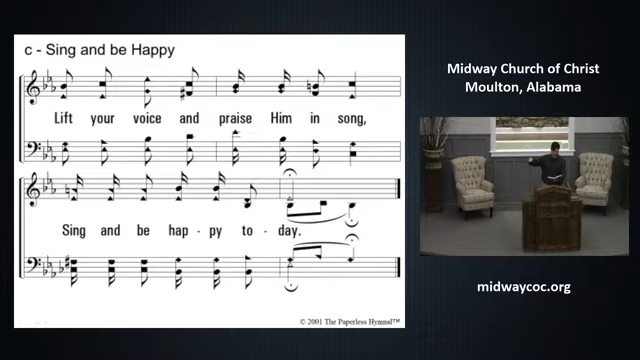 c - Sing and be Happy
Lift your voice and praise Him in song,
Sing and be hap - py to - day.
© 2001 The Paperless Hymnal™
Midway Church of Christ
Moulton, Alabama
midwaycoc.org